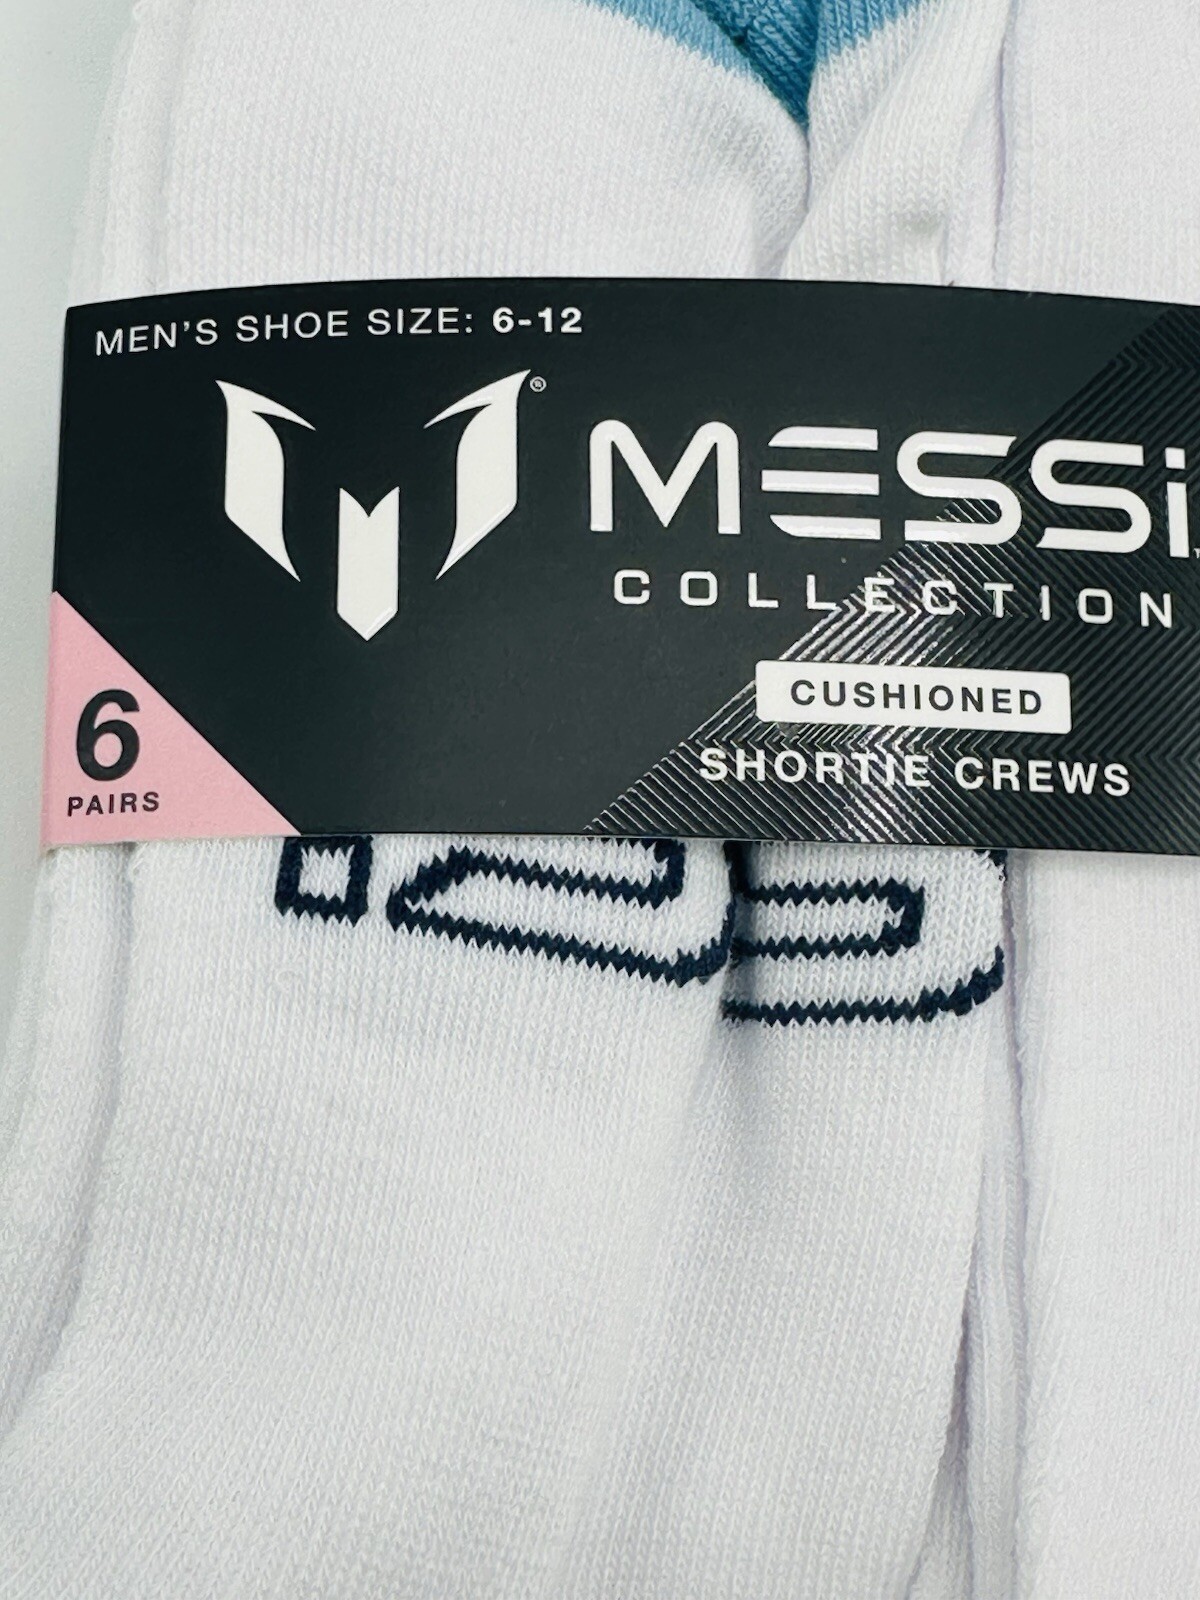 MEN'S SHOE SIZE: 6-12
®
MESSi
COLLECTION
CUSHIONED
SHORTIE CREWS
6
PAIRS